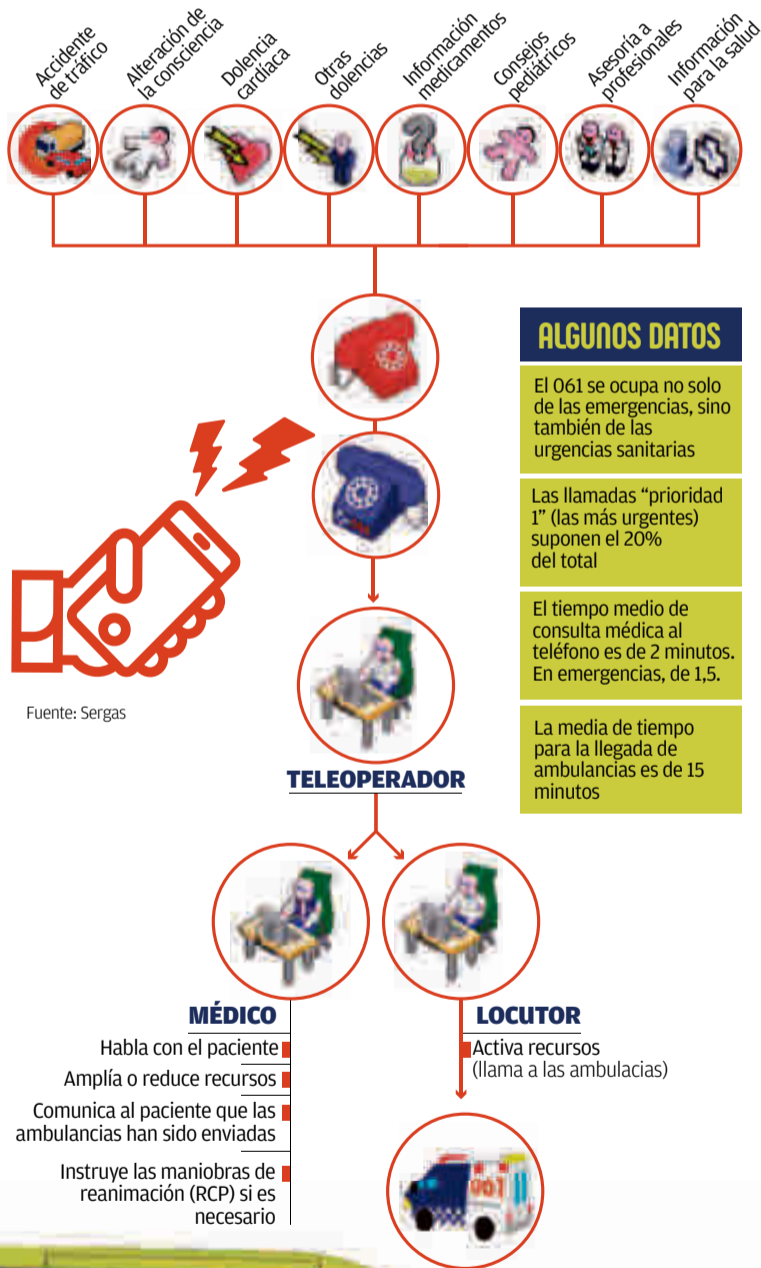 Accidente
de tráfico
Alteración de
la consciencia
Dolencia
cardíaca
Otras
dolencias
Información
medicamentos
Consejos
pediátricos
Asesoría a
profesionales
Información
para la salud
ALGUNOS DATOS
El 061 se ocupa no solo
de las emergencias, sino
también de las
urgencias sanitarias
Las llamadas “prioridad
1” (las más urgentes)
suponen el 20%
del total
El tiempo medio de
consulta médica al
teléfono es de 2 minutos.
En emergencias, de 1,5.
La media de tiempo
para la llegada de
ambulancias es de 15
minutos
Fuente: Sergas
TELEOPERADOR
MÉDICO
Habla con el paciente
Amplía o reduce recursos
Comunica al paciente que las
ambulancias han sido enviadas
Instruye las maniobras de
reanimación (RCP) si es
necesario
LOCUTOR
Activa recursos
(llama a las ambulacias)
061